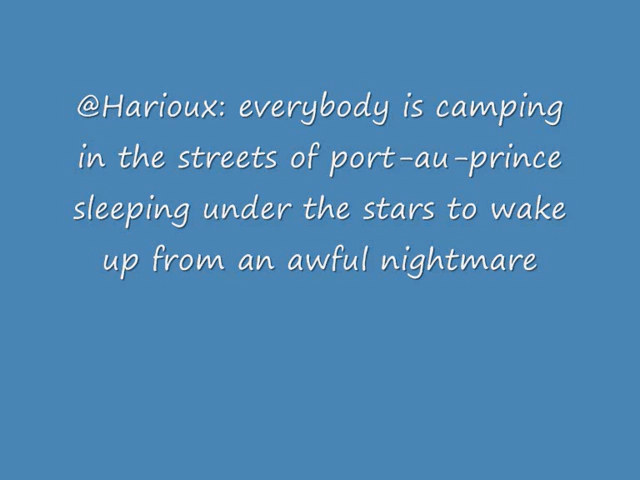 @Harioux: everybody is camping
in the streets of port-au-prince
sleeping under the stars to wake
up from an awful nightmare